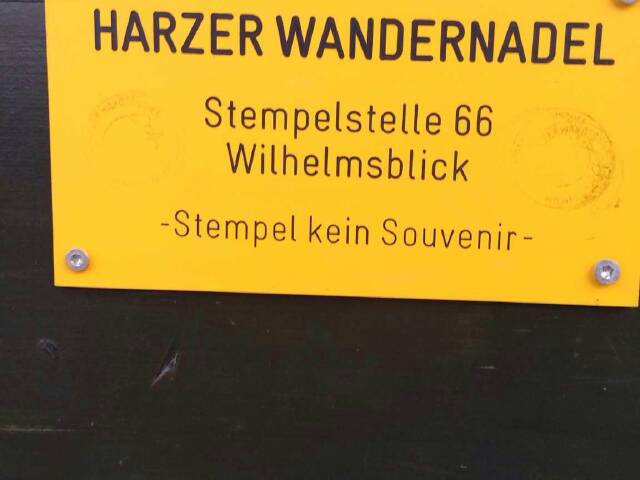 HARZER WANDERNADEL
Stempelstelle 66
Wilhelmsblick
-Stempel kein Souvenir-